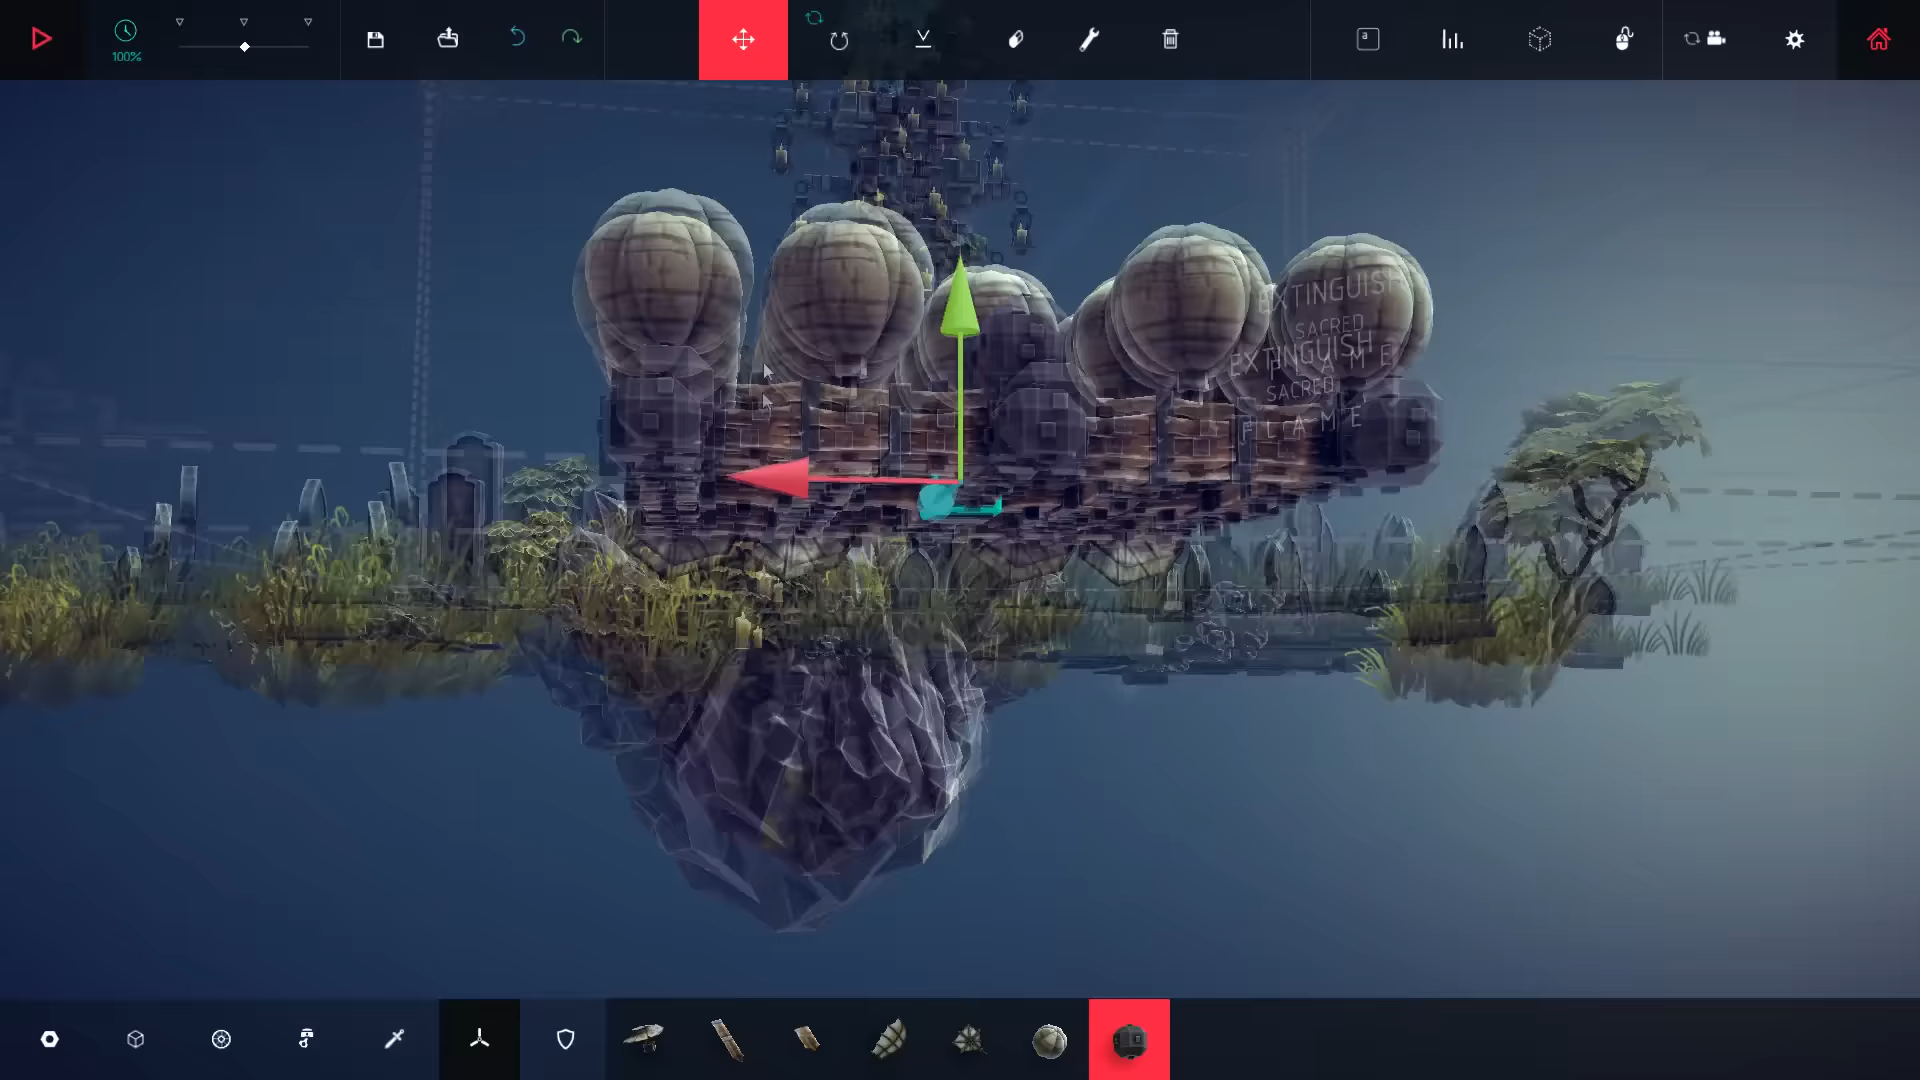 100%
a
EXTINGUISH
SACRED
FLAME
EXTINGUISH
SACRED
FLAME